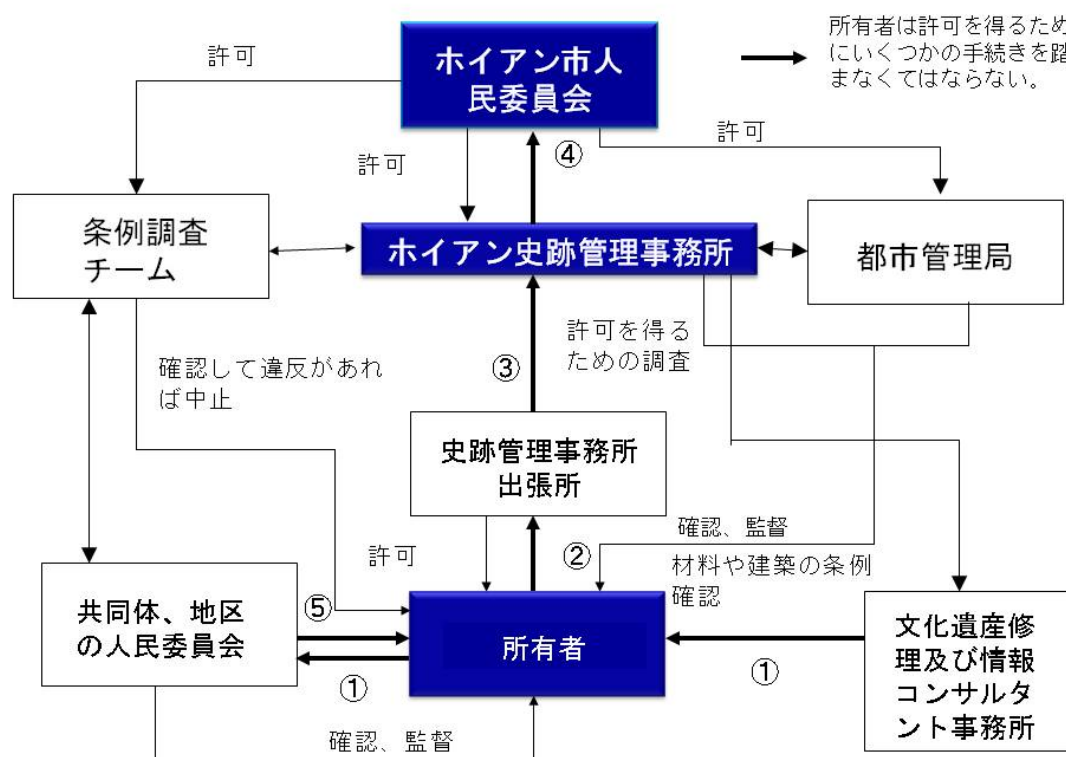 所有者は許可を得るため
にいくつかの手続きを踏
まなくてはならない。
ホイアン市人
民委員会
許可
許可
許可
④
条例調査
チーム
ホイアン史跡管理事務所
都市管理局
許可を得る
ための調査
③
確認して違反があれ
ば中止
史跡管理事務所
出張所
確認、監督
②
許可
材料や建築の条例
確認
共同体、地区
の人民委員会
⑤
①
所有者
①
文化遺産修
理及び情報
コンサルタ
ント事務所
確認、監督